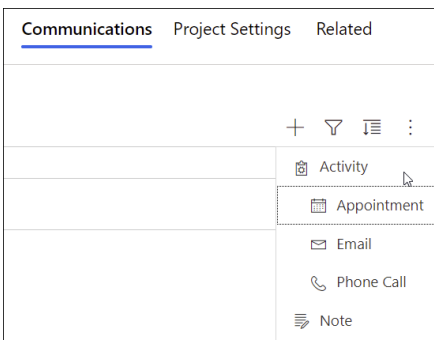 Communications Project Settings Related
Activity
Appointment
Email
Phone Call
Note